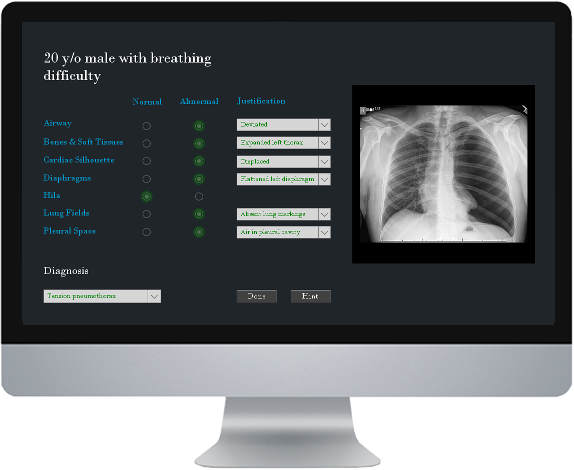 20 y/o male with breathing
difficulty
Normal Abnormal Justification
Airway Deviated
Bones & Soft Tissues Expanded left thorax
Cardiac Silhouette Displaced
Diaphragms Flattened left diaphragm
Hila
Lung Fields Absent lung markings
Pleural Space Air in pleural cavity
Diagnosis
Tension pneumothorax Done Hint